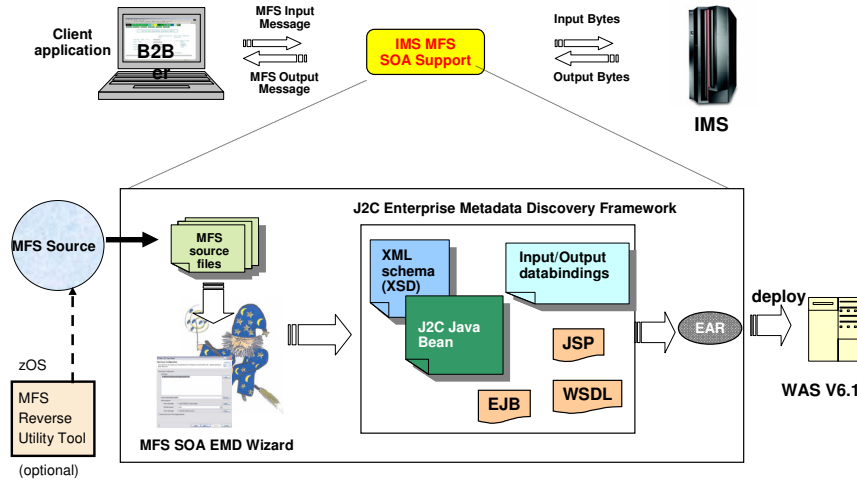 Client
application
B2B
er
MFS Input
Message
MFS Output
Message
IMS MFS
SOA Support
Input Bytes
Output Bytes
IMS
MFS Source
zOS
MFS
Reverse
Utility Tool
(optional)
MFS
source
files
MFS SOA EMD Wizard
J2C Enterprise Metadata Discovery Framework
XML
schema
(XSD)
Input/Output
databindings
J2C Java
Bean
JSP
EJB
WSDL
EAR
deploy
WAS V6.1